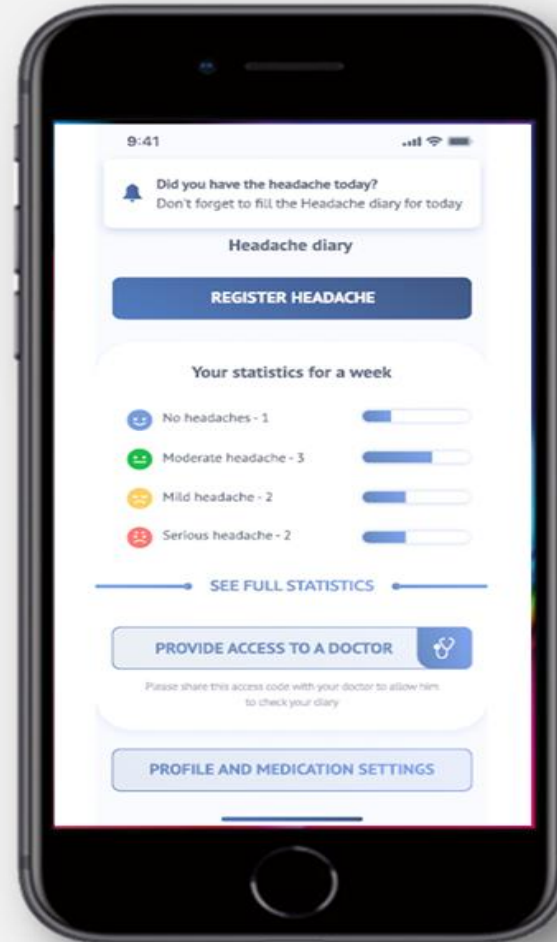 9:41
Did you have the headache today?
Don't forget to fill the Headache diary for today
Headache diary
REGISTER HEADACHE
Your statistics for a week
No headaches - 1
Moderate headache - 3
Mild headache - 2
Serious headache - 2
SEE FULL STATISTICS
PROVIDE ACCESS TO A DOCTOR
Please share this access code with your doctor to allow him
to check your diary
PROFILE AND MEDICATION SETTINGS